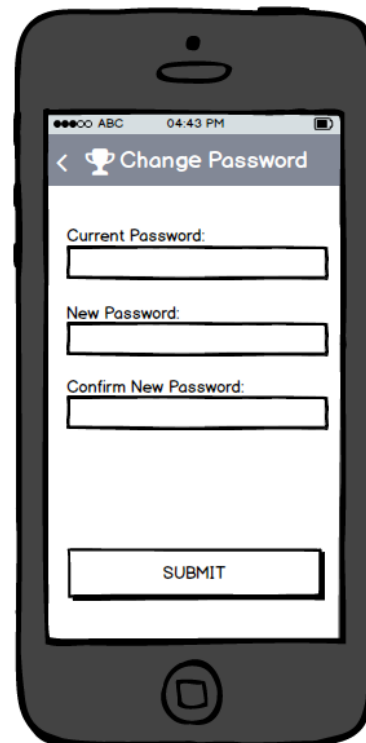 ABC 04:43 PM
Change Password
Current Password:
New Password:
Confirm New Password:
SUBMIT